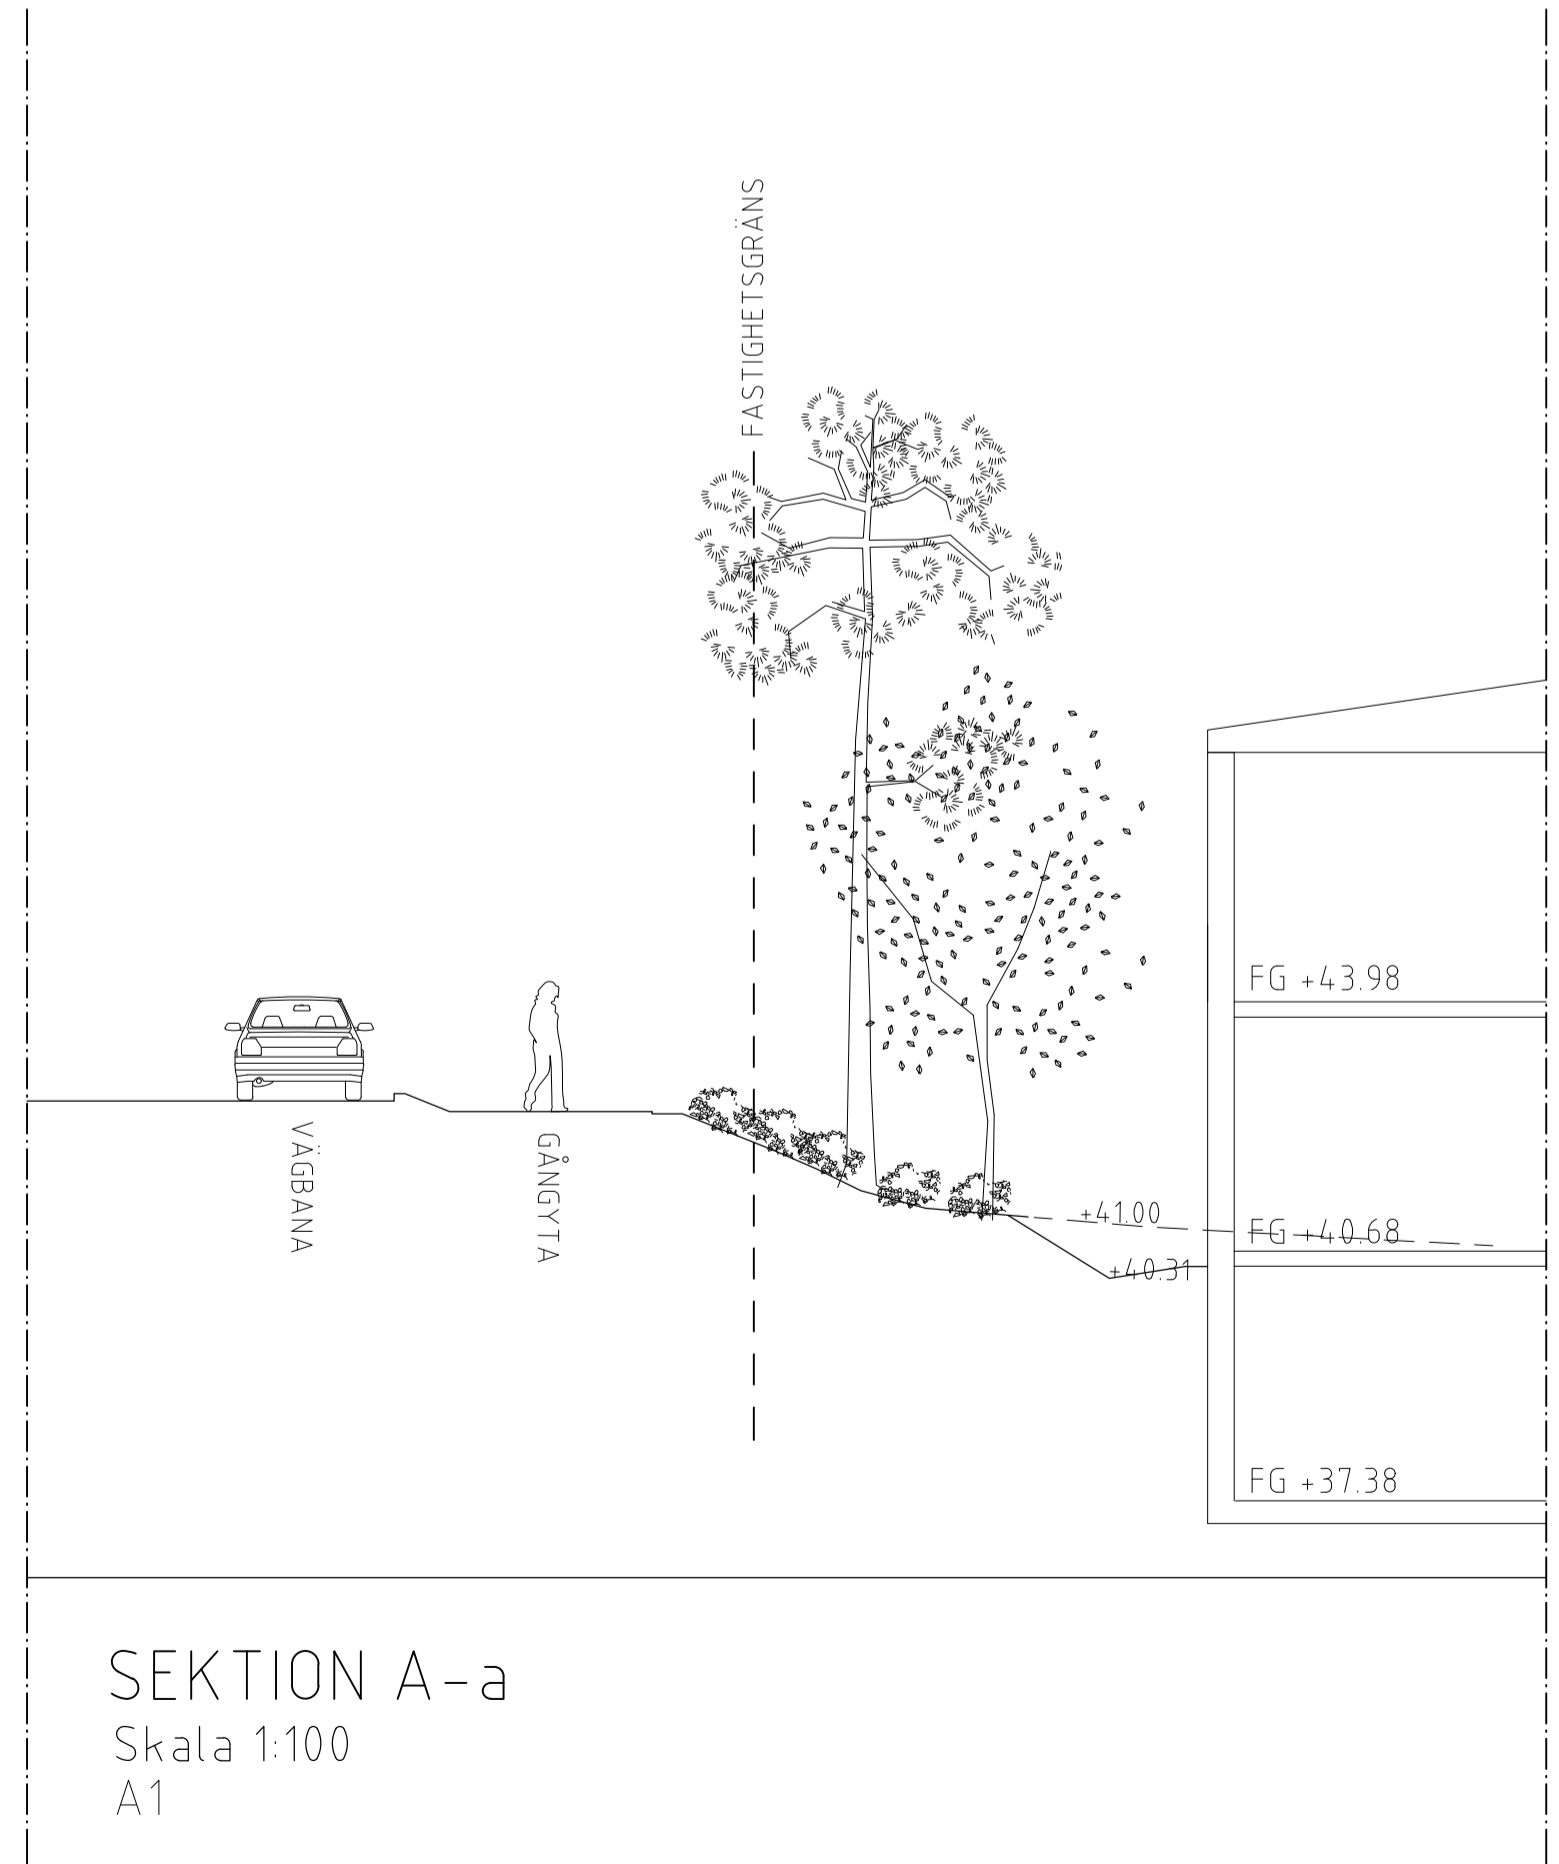 FASTIGHETSGRÄNS
FG +43.98
VÄGBANA
GÅNGYTA
+41.00
FG +40.68
+40.31
FG +37.38
SEKTION A-a
Skala 1:100
A1